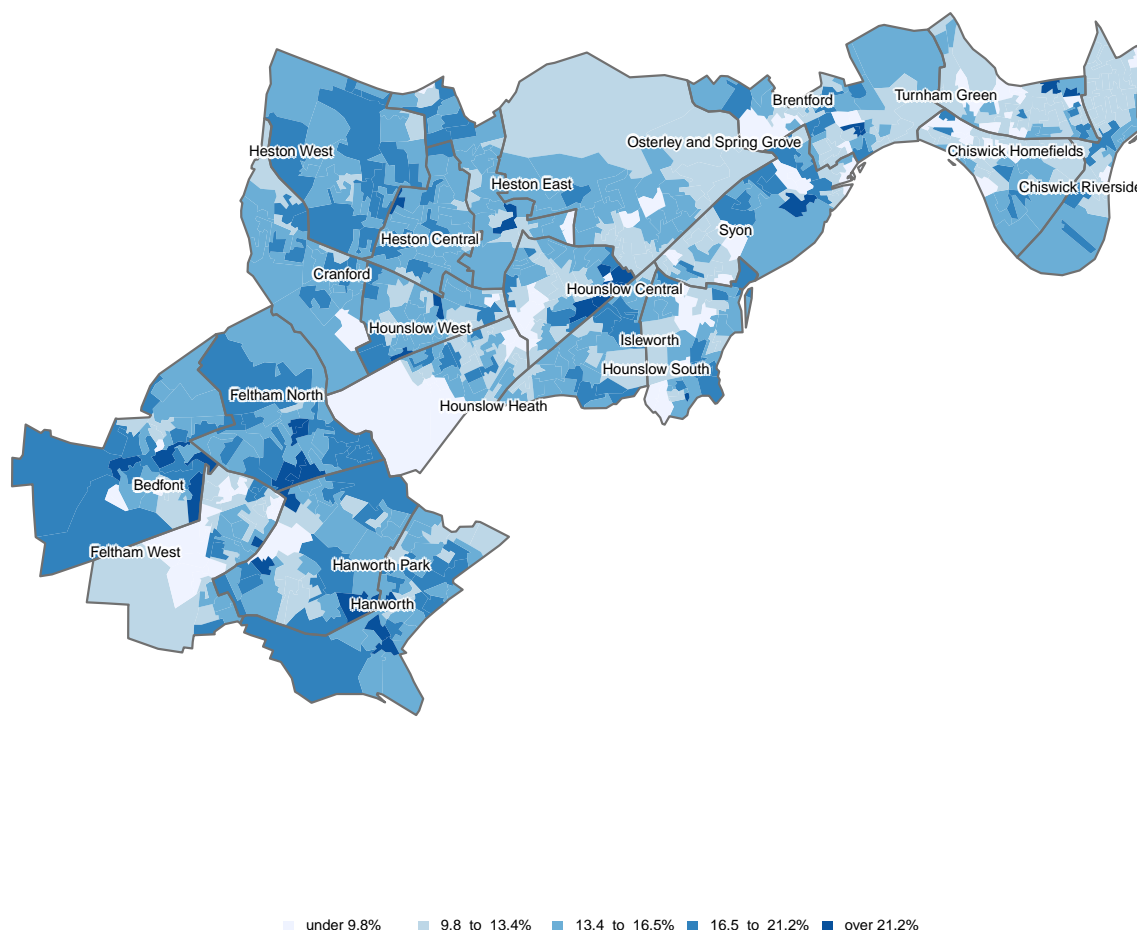 Brentford
Turnham Green
Osterley and Spring Grove
Heston West
Chiswick Homefields
Heston East
Chiswick Riverside
Syon
Heston Central
Cranford
Hounslow Central
Hounslow West
Isleworth
Hounslow South
Feltham North
Hounslow Heath
Bedfont
Feltham West
Hanworth Park
Hanworth
under 9.8% 9.8 to 13.4% 13.4 to 16.5% 16.5 to 21.2% over 21.2%